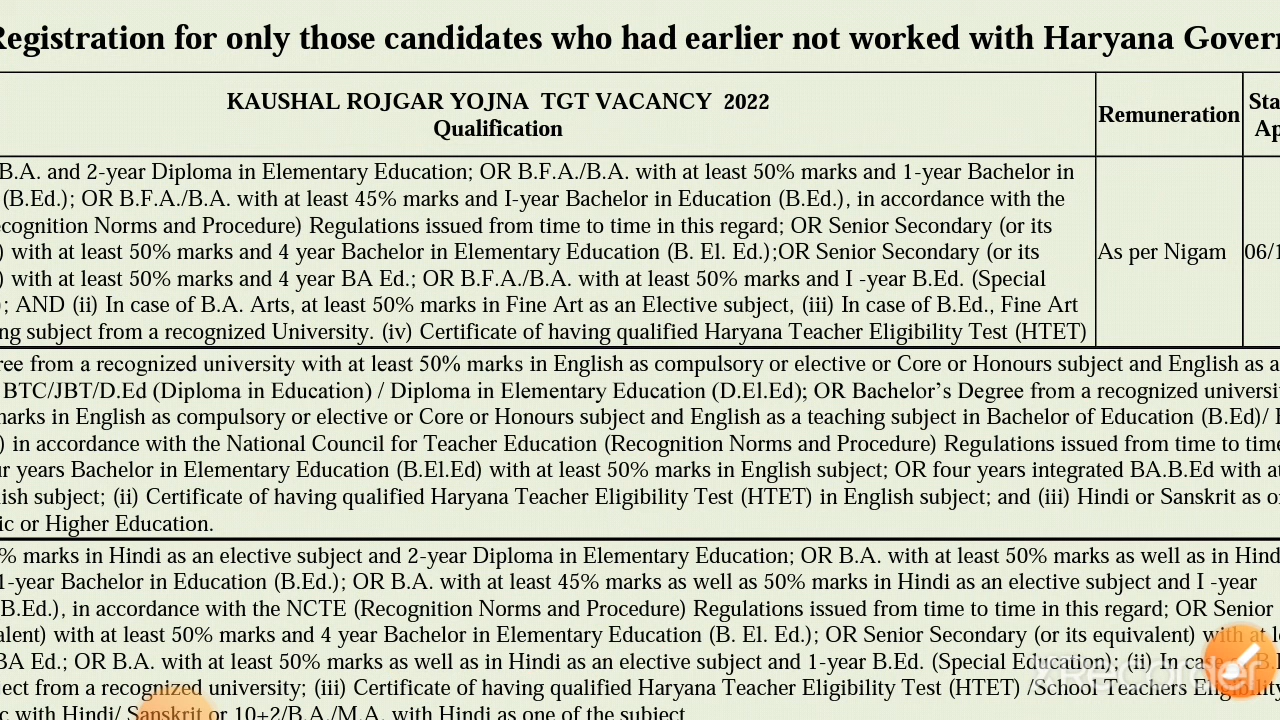 Registration for only those candidates who had earlier not worked with Haryana Gover
KAUSHAL ROJGAR YOJNA TGT VACANCY 2022
Qualification
Remuneration
Sta
Ap
B.A. and 2-year Diploma in Elementary Education; OR B.F.A./B.A. with at least 50% marks and 1-year Bachelor in
(B.Ed.); OR B.F.A./B.A. with at least 45% marks and I-year Bachelor in Education (B.Ed.), in accordance with the
ecognition Norms and Procedure) Regulations issued from time to time in this regard; OR Senior Secondary (or its
) with at least 50% marks and 4 year Bachelor in Elementary Education (B. El. Ed.);OR Senior Secondary (or its
) with at least 50% marks and 4 year BA Ed.; OR B.F.A./B.A. with at least 50% marks and I -year B.Ed. (Special
); AND (ii) In case of B.A. Arts, at least 50% marks in Fine Art as an Elective subject, (iii) In case of B.Ed., Fine Art
ng subject from a recognized University. (iv) Certificate of having qualified Haryana Teacher Eligibility Test (HTET)
As per Nigam
06/1
ree from a recognized university with at least 50% marks in English as compulsory or elective or Core or Honours subject and English as a
BTC/JBT/D.Ed (Diploma in Education) / Diploma in Elementary Education (D.El.Ed); OR Bachelor's Degree from a recognized universi
narks in English as compulsory or elective or Core or Honours subject and English as a teaching subject in Bachelor of Education (B.Ed)/
) in accordance with the National Council for Teacher Education (Recognition Norms and Procedure) Regulations issued from time to time
ur years Bachelor in Elementary Education (B.El.Ed) with at least 50% marks in English subject; OR four years integrated BA.B.Ed with at
lish subject; (ii) Certificate of having qualified Haryana Teacher Eligibility Test (HTET) in English subject; and (iii) Hindi or Sanskrit as o
ic or Higher Education.
% marks in Hindi as an elective subject and 2-year Diploma in Elementary Education; OR B.A. with at least 50% marks as well as in Hind
1-year Bachelor in Education (B.Ed.); OR B.A. with at least 45% marks as well as 50% marks in Hindi as an elective subject and I -year
B.Ed.), in accordance with the NCTE (Recognition Norms and Procedure) Regulations issued from time to time in this regard; OR Senior
alent) with at least 50% marks and 4 year Bachelor in Elementary Education (B. El. Ed.); OR Senior Secondary (or its equivalent) with at le
BA Ed.; OR B.A. with at least 50% marks as well as in Hindi as an elective subject and 1-year B.Ed. (Special Education); (ii) In case
ject from a recognized university; (iii) Certificate of having qualified Haryana Teacher Eligibility Test (HTET) /School Teachers Eligibility
c with Hindi/ Sanskrit or 10+2/B.A./M.A. with Hindi as one of the subject
XRecorder